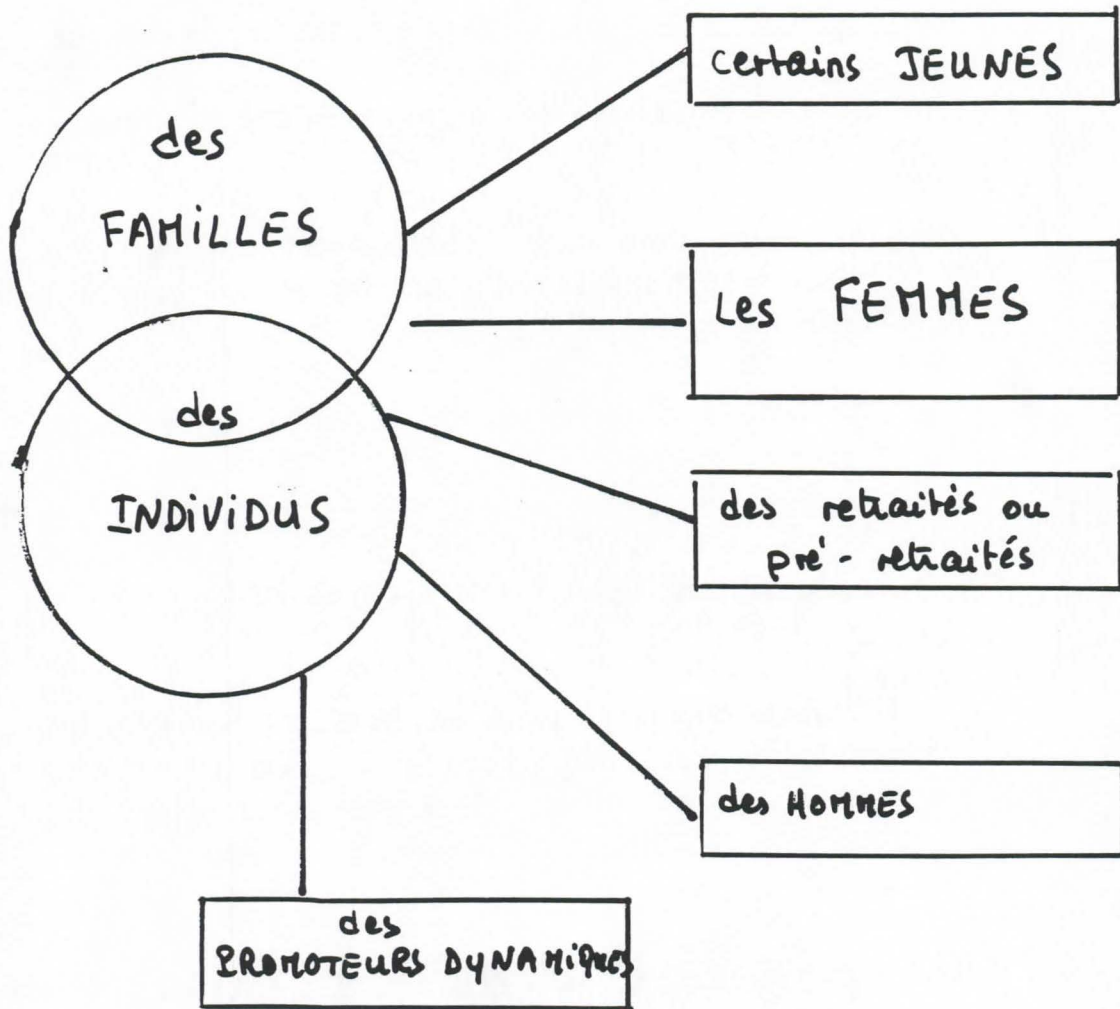 des
FAMILLES
des
INDIVIDUS
certains JEUNES
Les FEMMES
des retraités ou
pré-retraités
des HOMMES
des
PROMOTEURS DYNAMIQUES